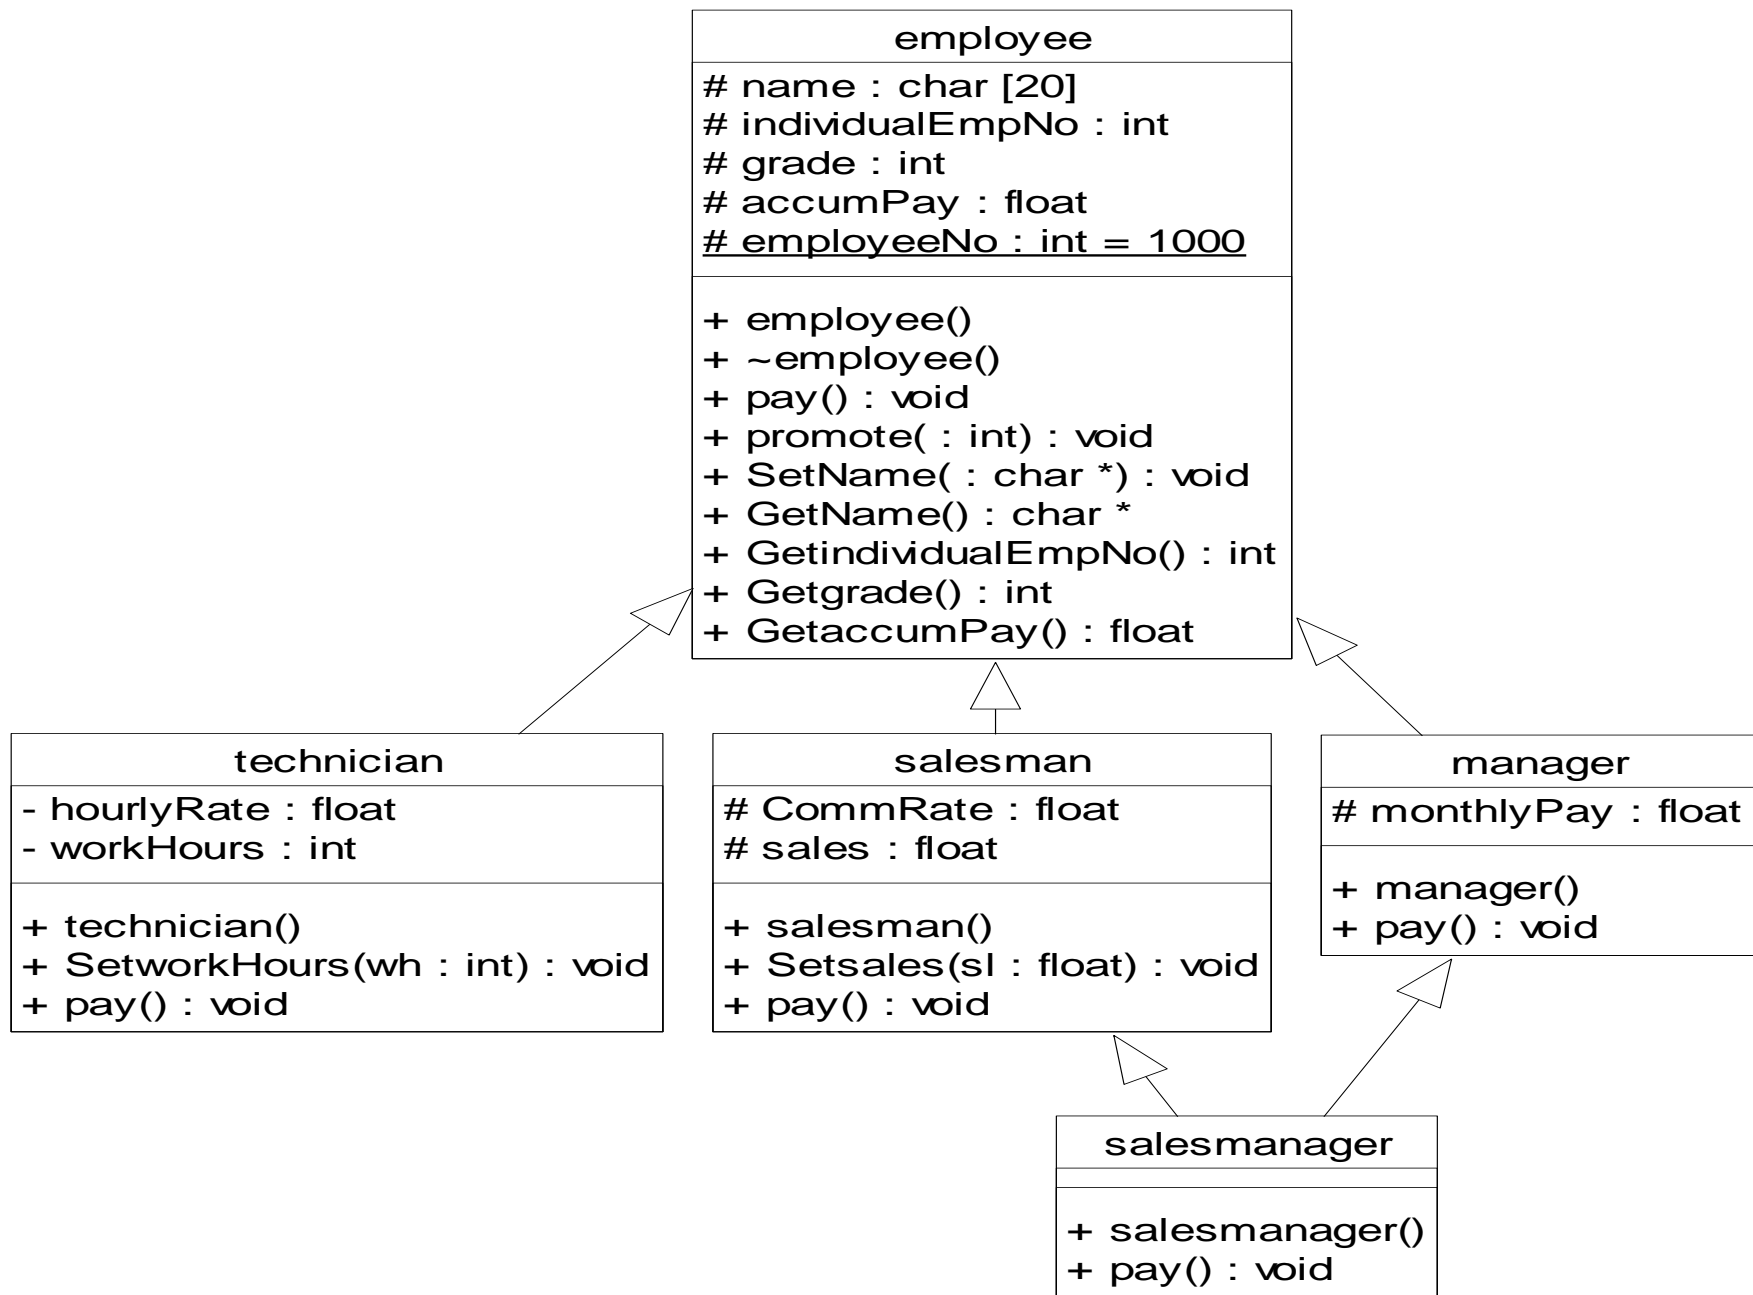 employee
# name : char [20]
# individualEmpNo : int
# grade : int
# accumPay : float
# employeeNo : int = 1000
+ employee()
+ ~employee()
+ pay() : void
+ promote( : int) : void
+ SetName( : char *) : void
+ GetName() : char *
+ GetindividualEmpNo() : int
+ Getgrade() : int
+ GetaccumPay() : float
technician
- hourlyRate : float
- workHours : int
+ technician()
+ SetworkHours(wh : int) : void
+ pay() : void
salesman
# CommRate : float
# sales : float
+ salesman()
+ Setsales(sl : float) : void
+ pay() : void
manager
# monthlyPay : float
+ manager()
+ pay() : void
salesmanager
+ salesmanager()
+ pay() : void